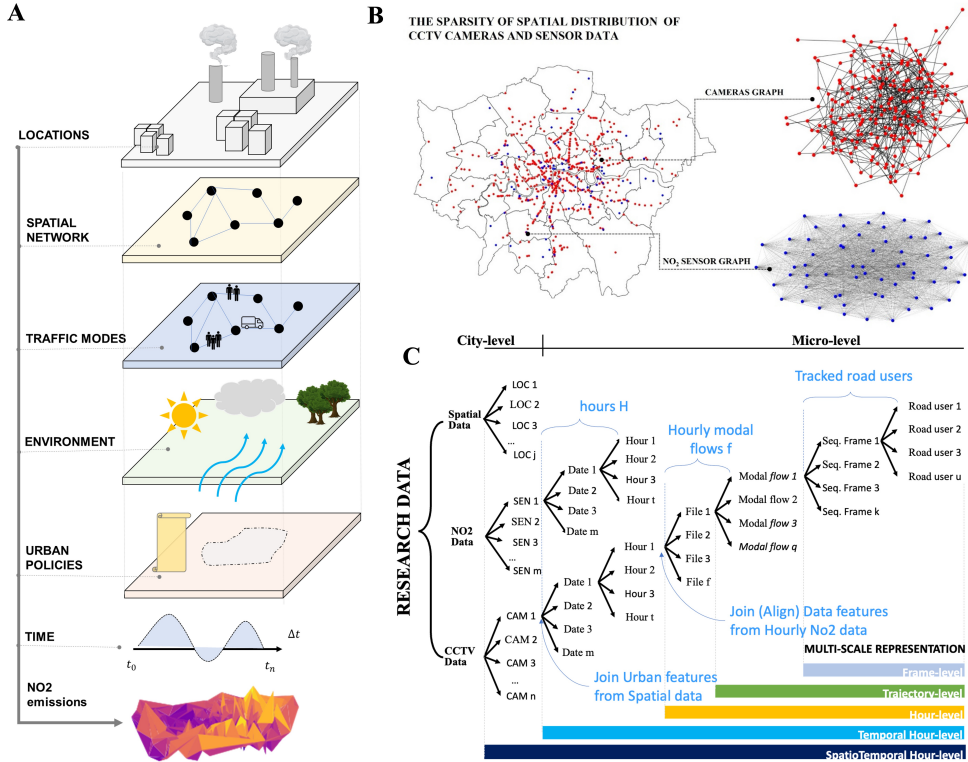 A
LOCATIONS
SPATIAL
NETWORK
TRAFFIC MODES
ENVIRONMENT
URBAN
POLICIES
TIME
Δt
t0
tn
NO2
emissions
B
THE SPARSITY OF SPATIAL DISTRIBUTION OF
CCTV CAMERAS AND SENSOR DATA
CAMERAS GRAPH
NO2 SENSOR GRAPH
City-level
Micro-level
C
RESEARCH DATA
Spatial
Data
LOC 1
LOC 2
LOC 3
...
LOC j
NO2
Data
SEN 1
SEN 2
SEN 3
...
SEN m
hours H
Date 1
Date 2
Date 3
Date m
Hour 1
Hour 2
Hour 3
Hour t
CCTV
Data
CAM 1
CAM 2
CAM 3
...
CAM n
Date 1
Date 2
Date 3
Date m
Hour 1
Hour 2
Hour 3
Hour t
Hourly modal
flows f
File 1
File 2
File 3
File f
Modal flow 1
Modal flow 2
Modal flow 3
Modal flow q
Tracked road users
Seq. Frame 1
Seq. Frame 2
Seq. Frame 3
Seq. Frame k
Road user 1
Road user 2
Road user 3
Road user u
Join (Align) Data features
from Hourly No2 data
Join Urban features
from Spatial data
MULTI-SCALE REPRESENTATION
Frame-level
Trajectory-level
Hour-level
Temporal Hour-level
SpatioTemporal Hour-level